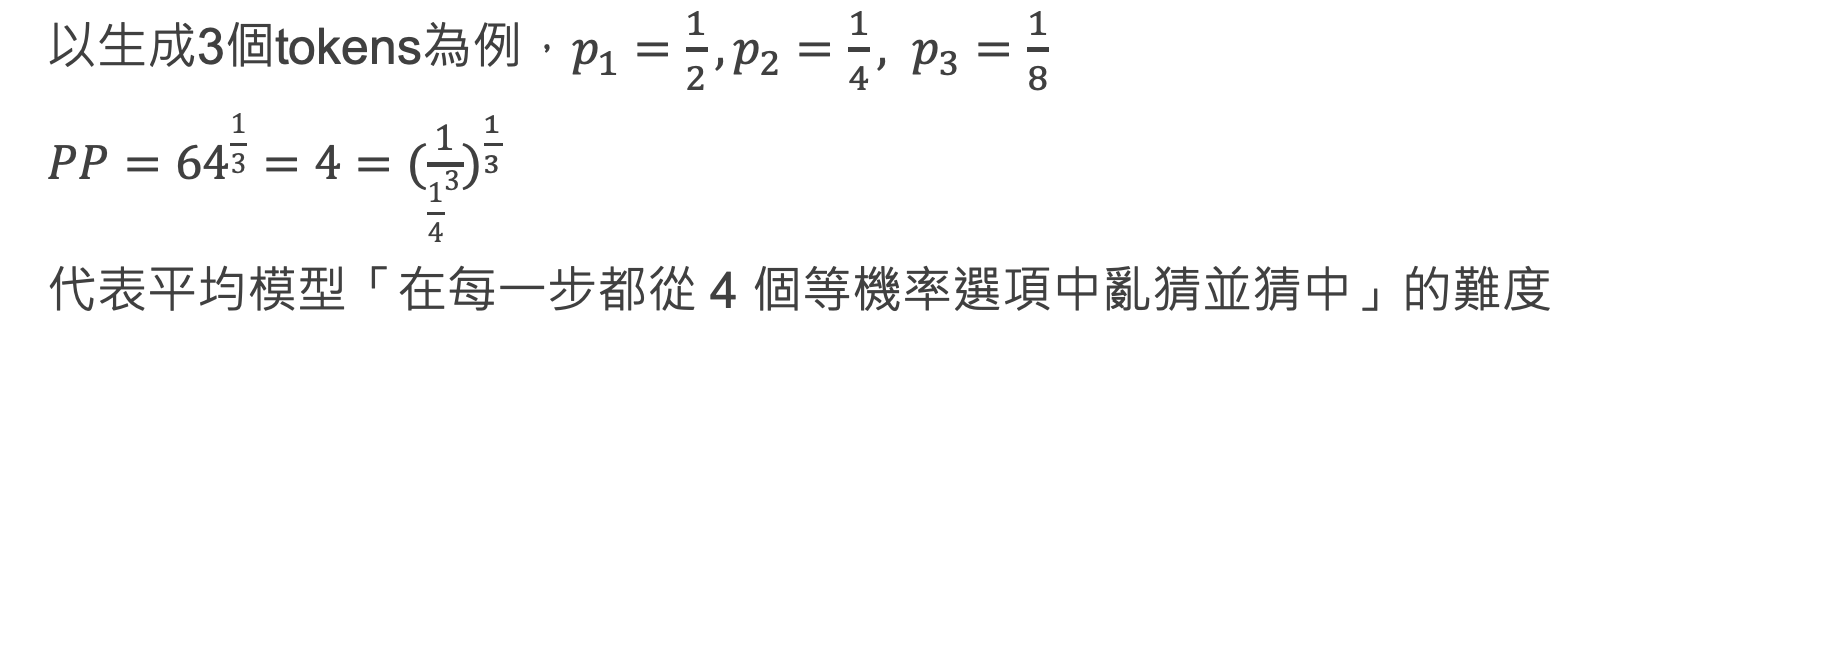 以生成3個tokens為例，p₁ = 1/2, p₂ = 1/4, p₃ = 1/8
PP = 64^(1/3) = 4 = (1/(1/4)^3)^(1/3)
代表平均模型「在每一步都從 4 個等機率選項中亂猜並猜中」的難度